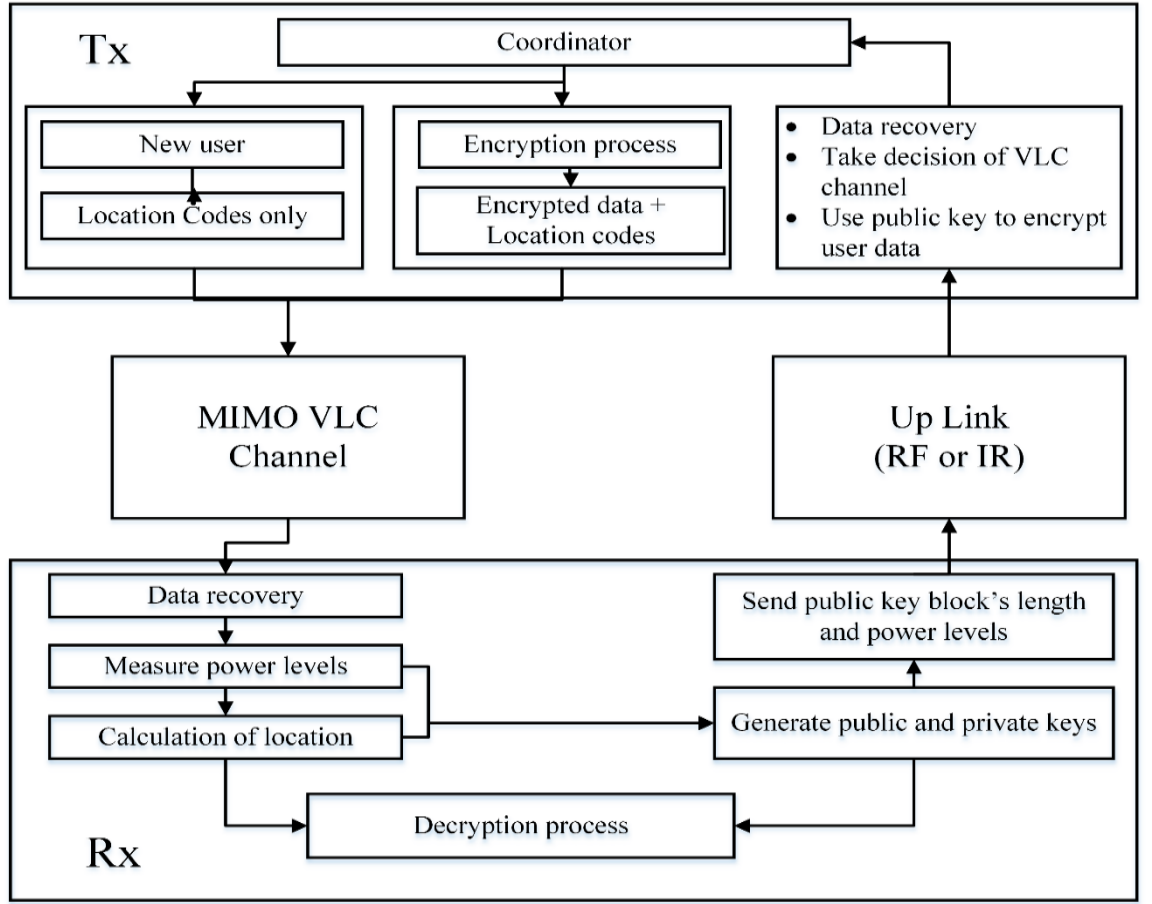 Tx
Coordinator
New user
Location Codes only
Encryption process
Encrypted data +
Location codes
• Data recovery
• Take decision of VLC
channel
• Use public key to encrypt
user data
MIMO VLC
Channel
Up Link
(RF or IR)
Data recovery
Measure power levels
Calculation of location
Send public key block’s length
and power levels
Generate public and private keys
Decryption process
Rx